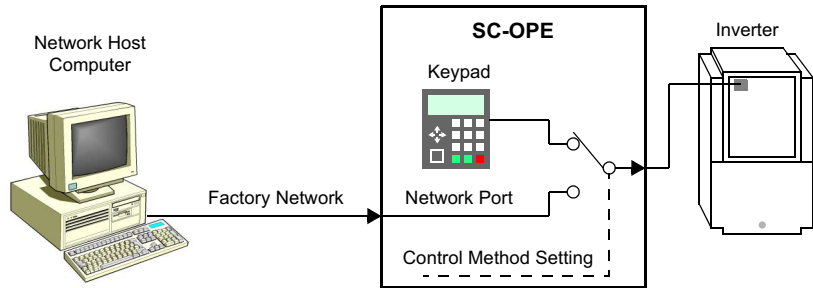 SC-OPE
Inverter
Network Host
Computer
Keypad
Factory Network
Network Port
Control Method Setting